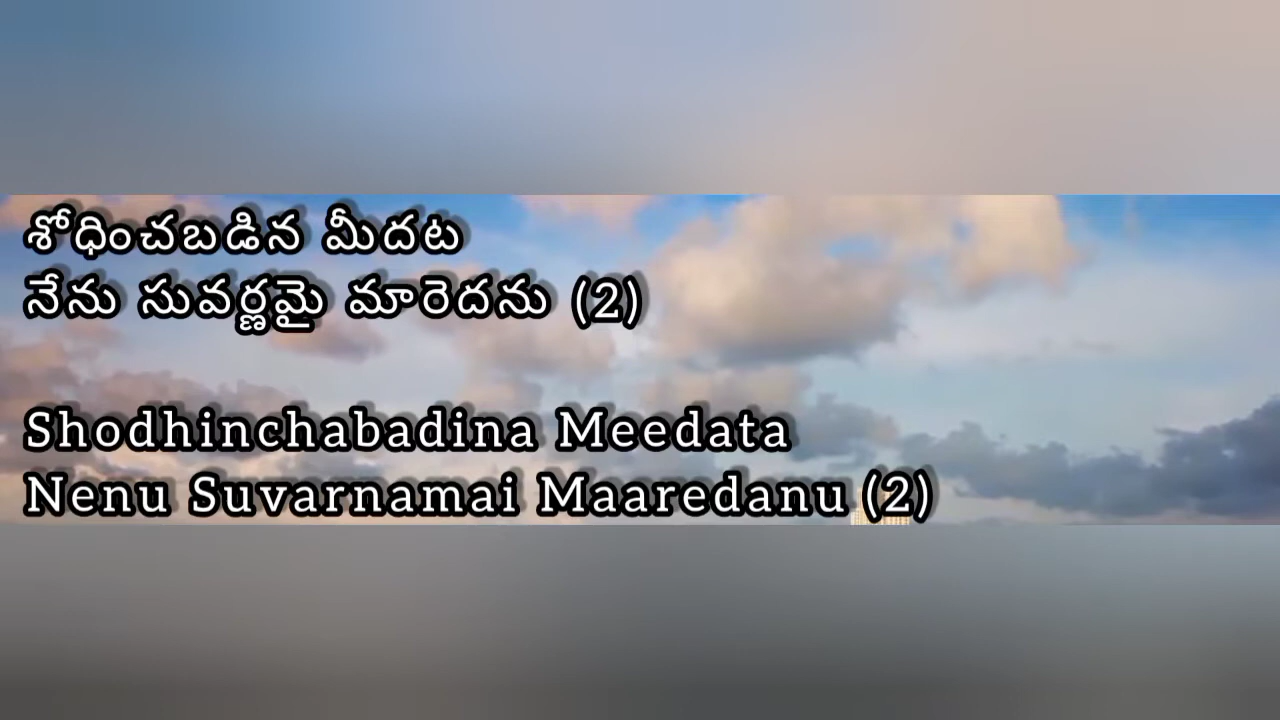 శోధించబడిన మీదట
నేను సువర్ణమై మారెదను (2)
Shodhinchabadina Meedata
Nenu Suvarnamai Maaredanu (2)